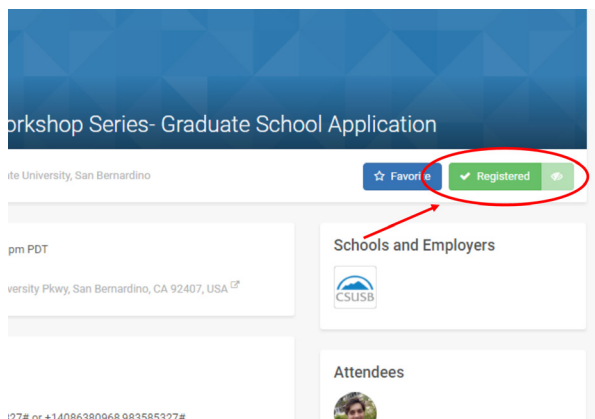 orkshop Series- Graduate School Application
ate University, San Bernardino
Favorite
Registered
pm PDT
versity Pkwy, San Bernardino, CA 92407, USA
Schools and Employers
CSUSB
Attendees
327# or +14086380968,983585327#